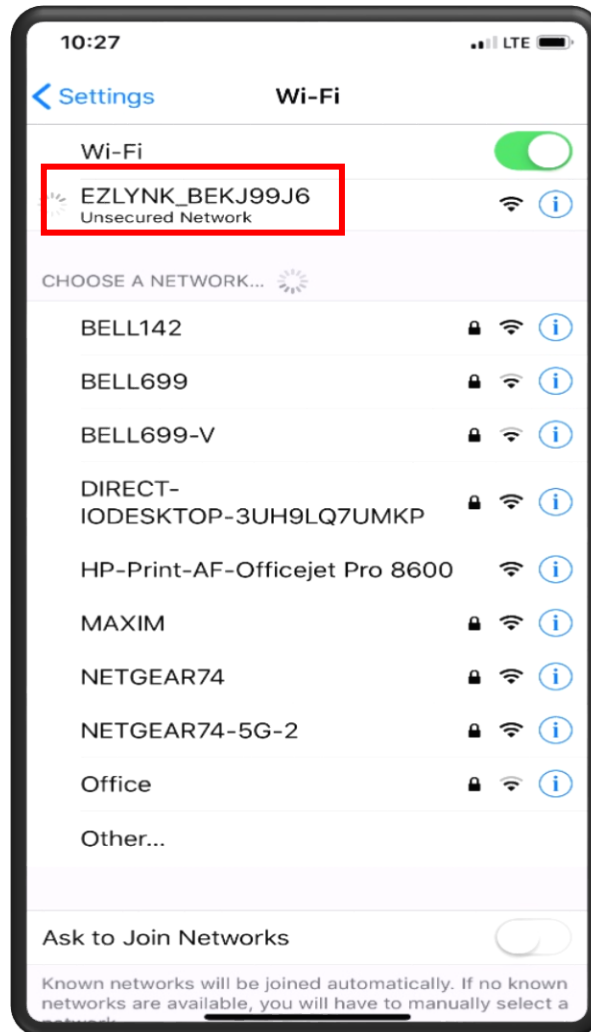 10:27
LTE
Settings
Wi-Fi
Wi-Fi
EZLYNK_BEKJ99J6
Unsecured Network
CHOOSE A NETWORK...
BELL142
BELL699
BELL699-V
DIRECT-
IODESKTOP-3UH9LQ7UMKP
HP-Print-AF-Officejet Pro 8600
MAXIM
NETGEAR74
NETGEAR74-5G-2
Office
Other...
Ask to Join Networks
Known networks will be joined automatically. If no known
networks are available, you will have to manually select a